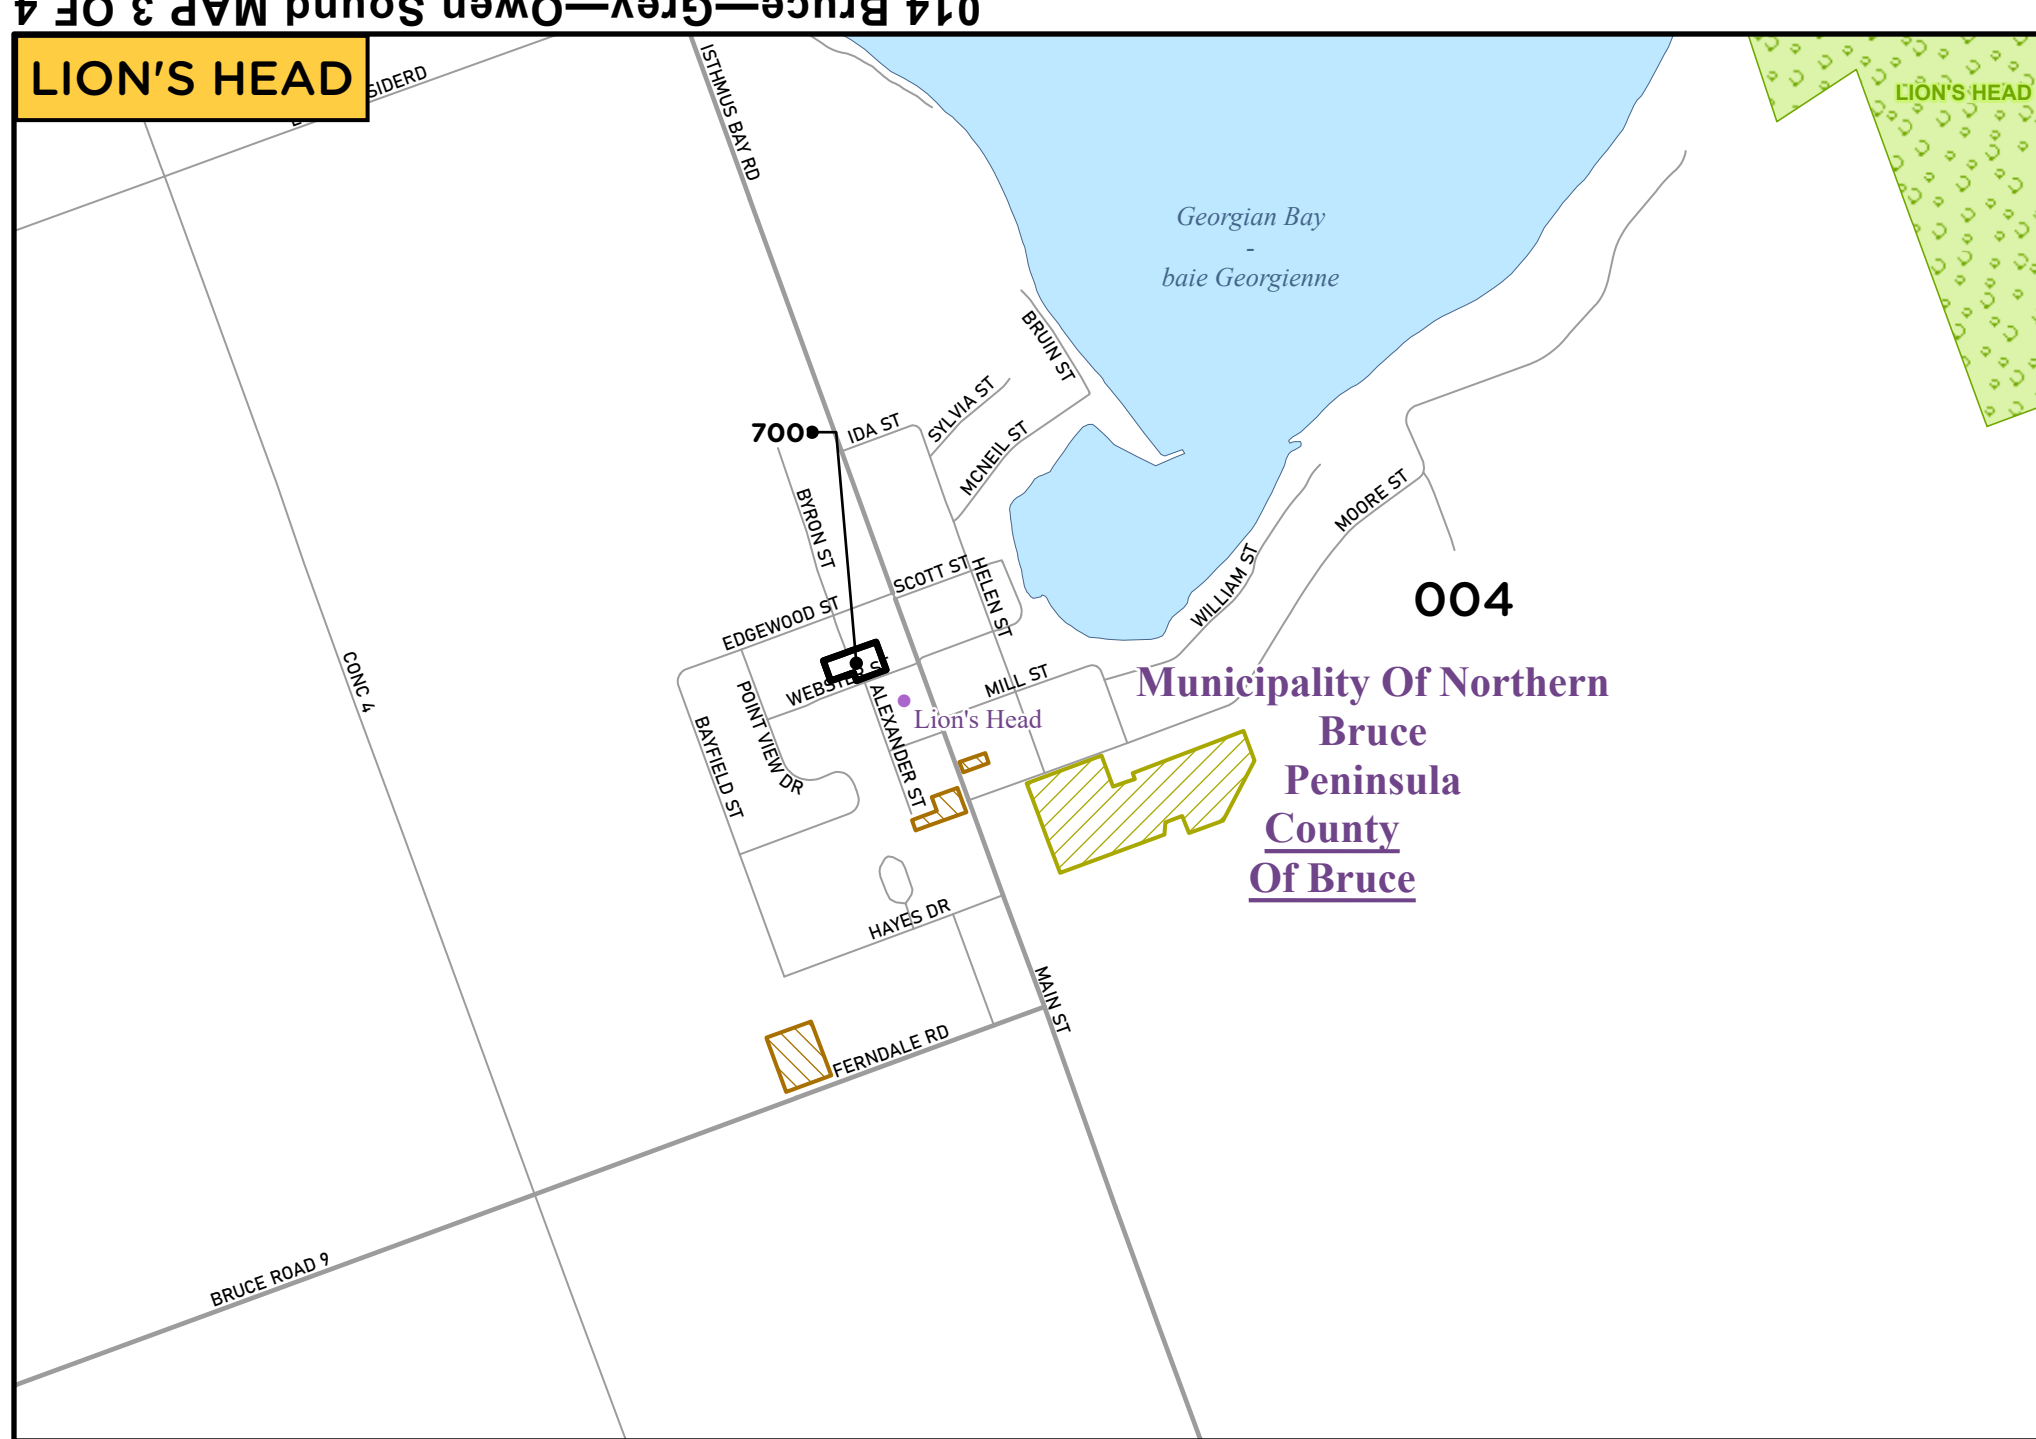 014 Bruce—Grey—Owen Sound MAP 3 OF 4
LION'S HEAD
SIDERD
ISTHMUS BAY RD
LION'S HEAD
Georgian Bay
-
baie Georgienne
BRUIN ST
SYLVIA ST
IDA ST
700
MCNEIL ST
BYRON ST
MOORE ST
SCOTT ST
HELEN ST
WILLIAM ST
004
EDGEWOOD ST
CONC 4
WEBSTER ST
MILL ST
Municipality Of Northern
Bruce
Peninsula
County
Of Bruce
POINT VIEW DR
ALEXANDER ST
Lion's Head
BAYFIELD ST
HAYES DR
MAIN ST
FERNDALE RD
BRUCE ROAD 9